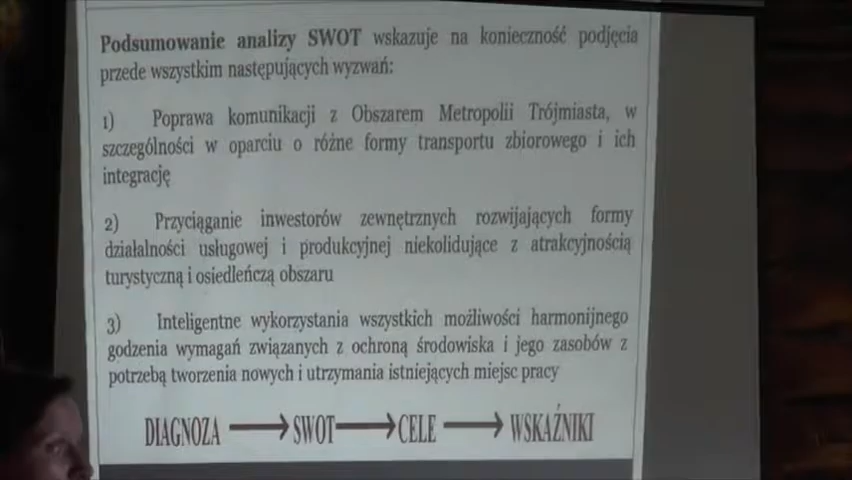 Podsumowanie analizy SWOT wskazuje na konieczność podjęcia
przede wszystkim następujących wyzwań:
1) Poprawa komunikacji z Obszarem Metropolii Trójmiasta, w
szczególności w oparciu o różne formy transportu zbiorowego i ich
integrację
2) Przyciąganie inwestorów zewnętrznych rozwijających formy
działalności usługowej i produkcyjnej niekolidujące z atrakcyjnością
turystyczną i osiedleńczą obszaru
3) Inteligentne wykorzystania wszystkich możliwości harmonijnego
godzenia wymagań związanych z ochroną środowiska i jego zasobów z
potrzebą tworzenia nowych i utrzymania istniejących miejsc pracy
DIAGNOZA → SWOT → CELE → WSKAŹNIKI